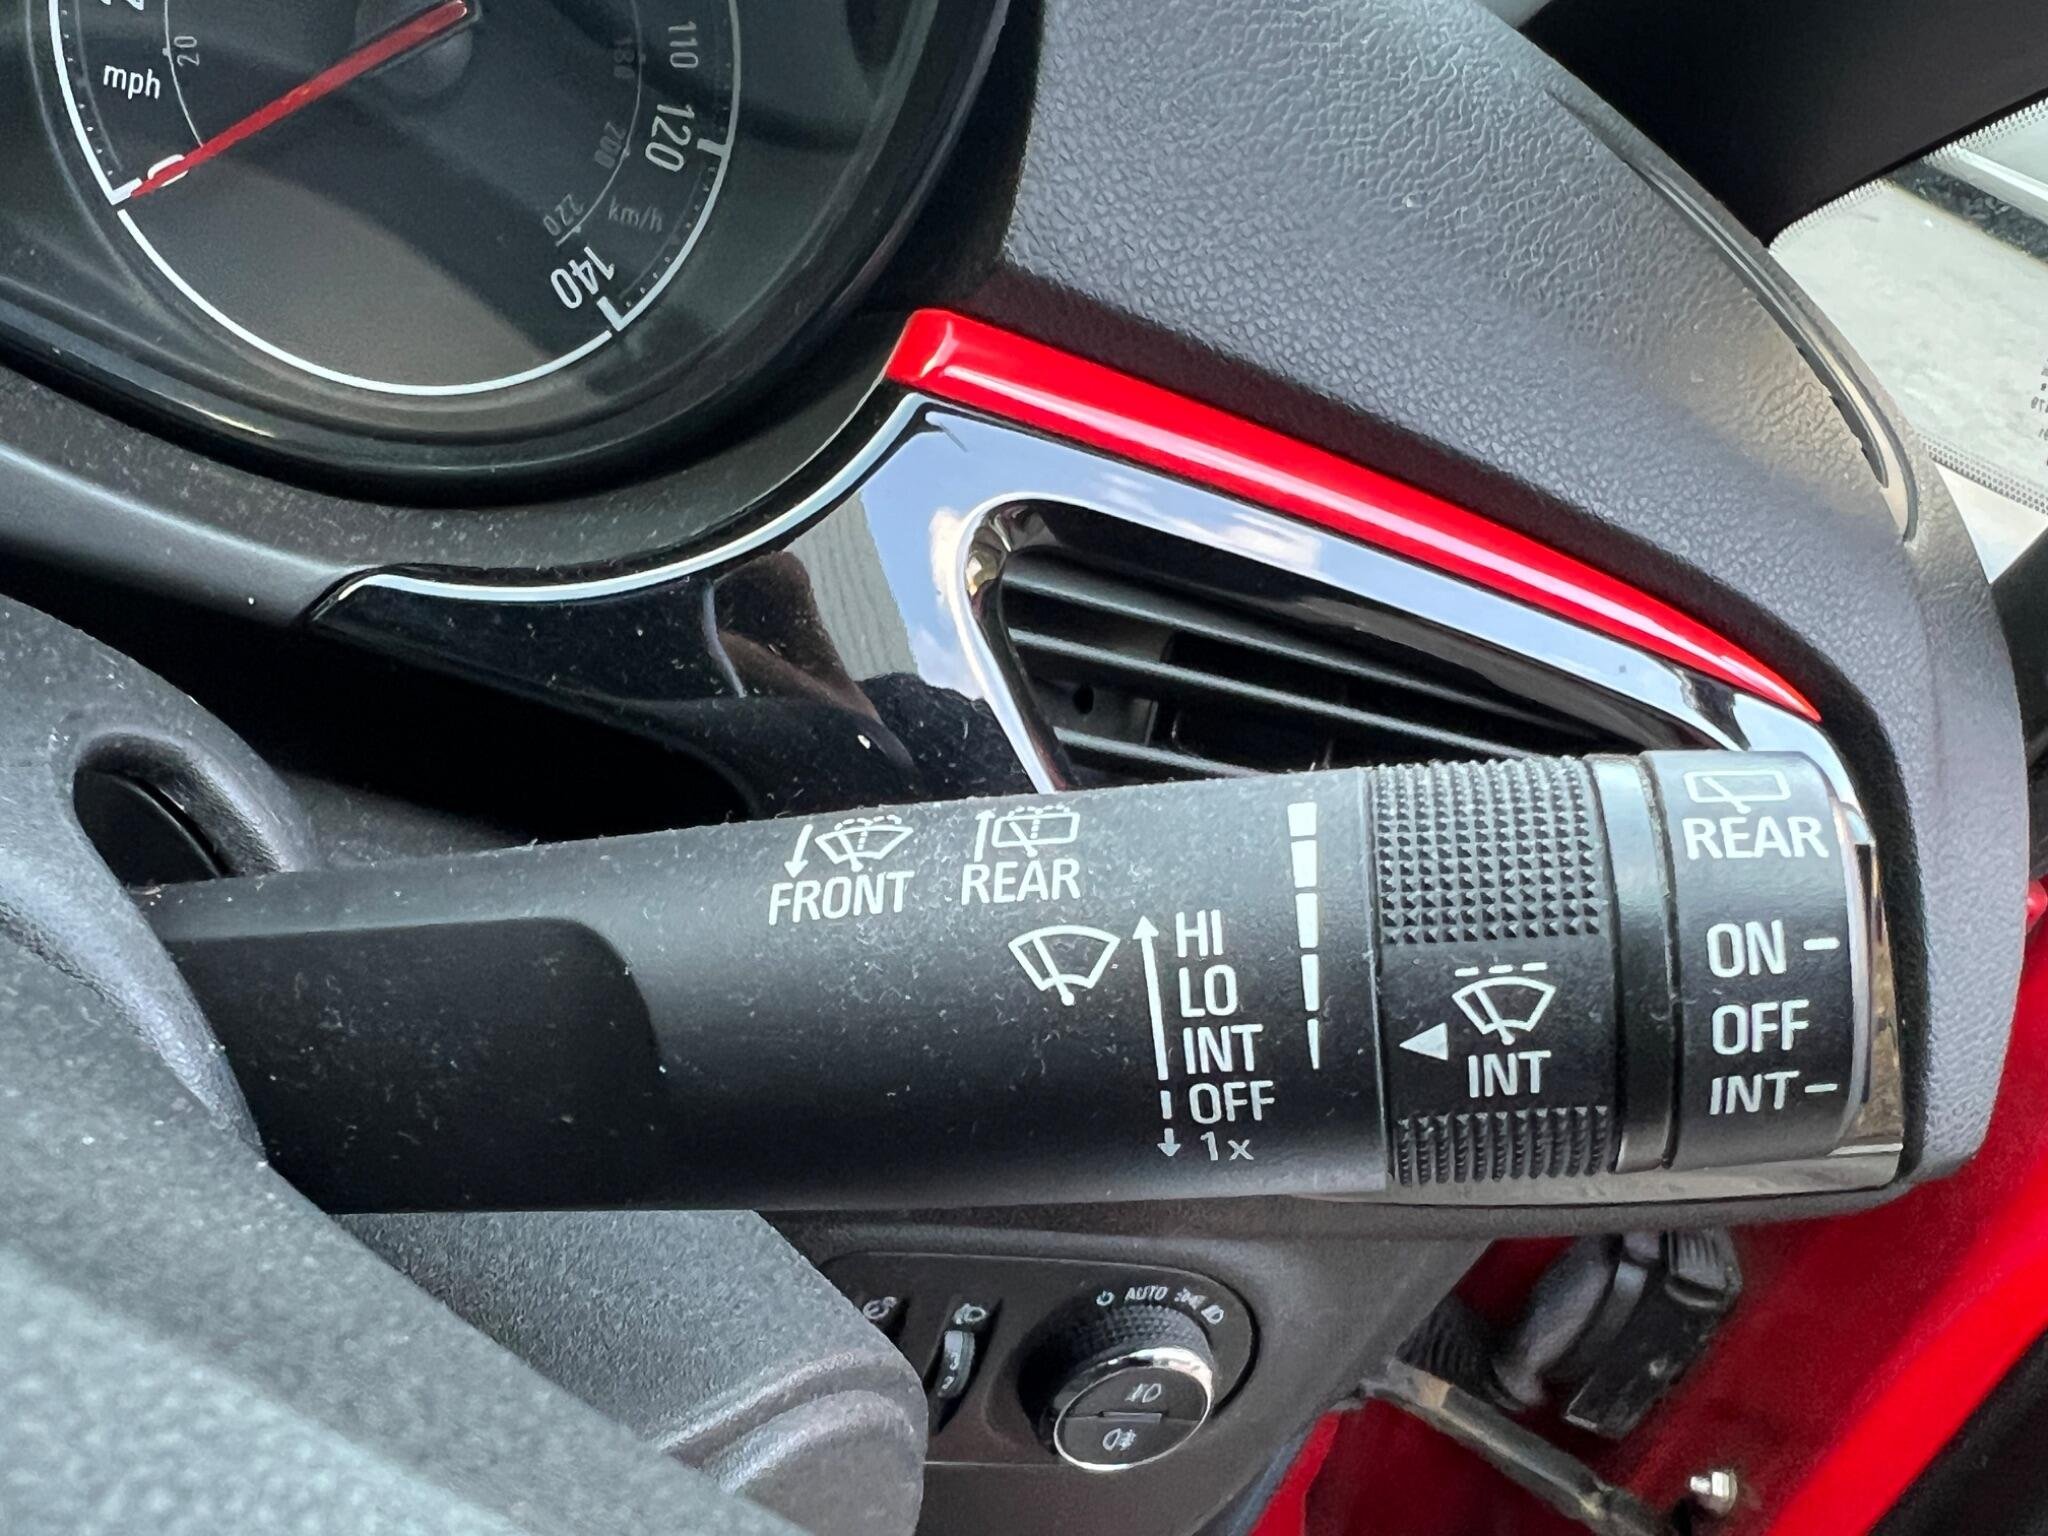 20
mph
0
110
120
140
180
200
220
km/h
FRONT
REAR
HI
LO
INT
OFF
1x
INT
REAR
ON
OFF
INT
AUTO